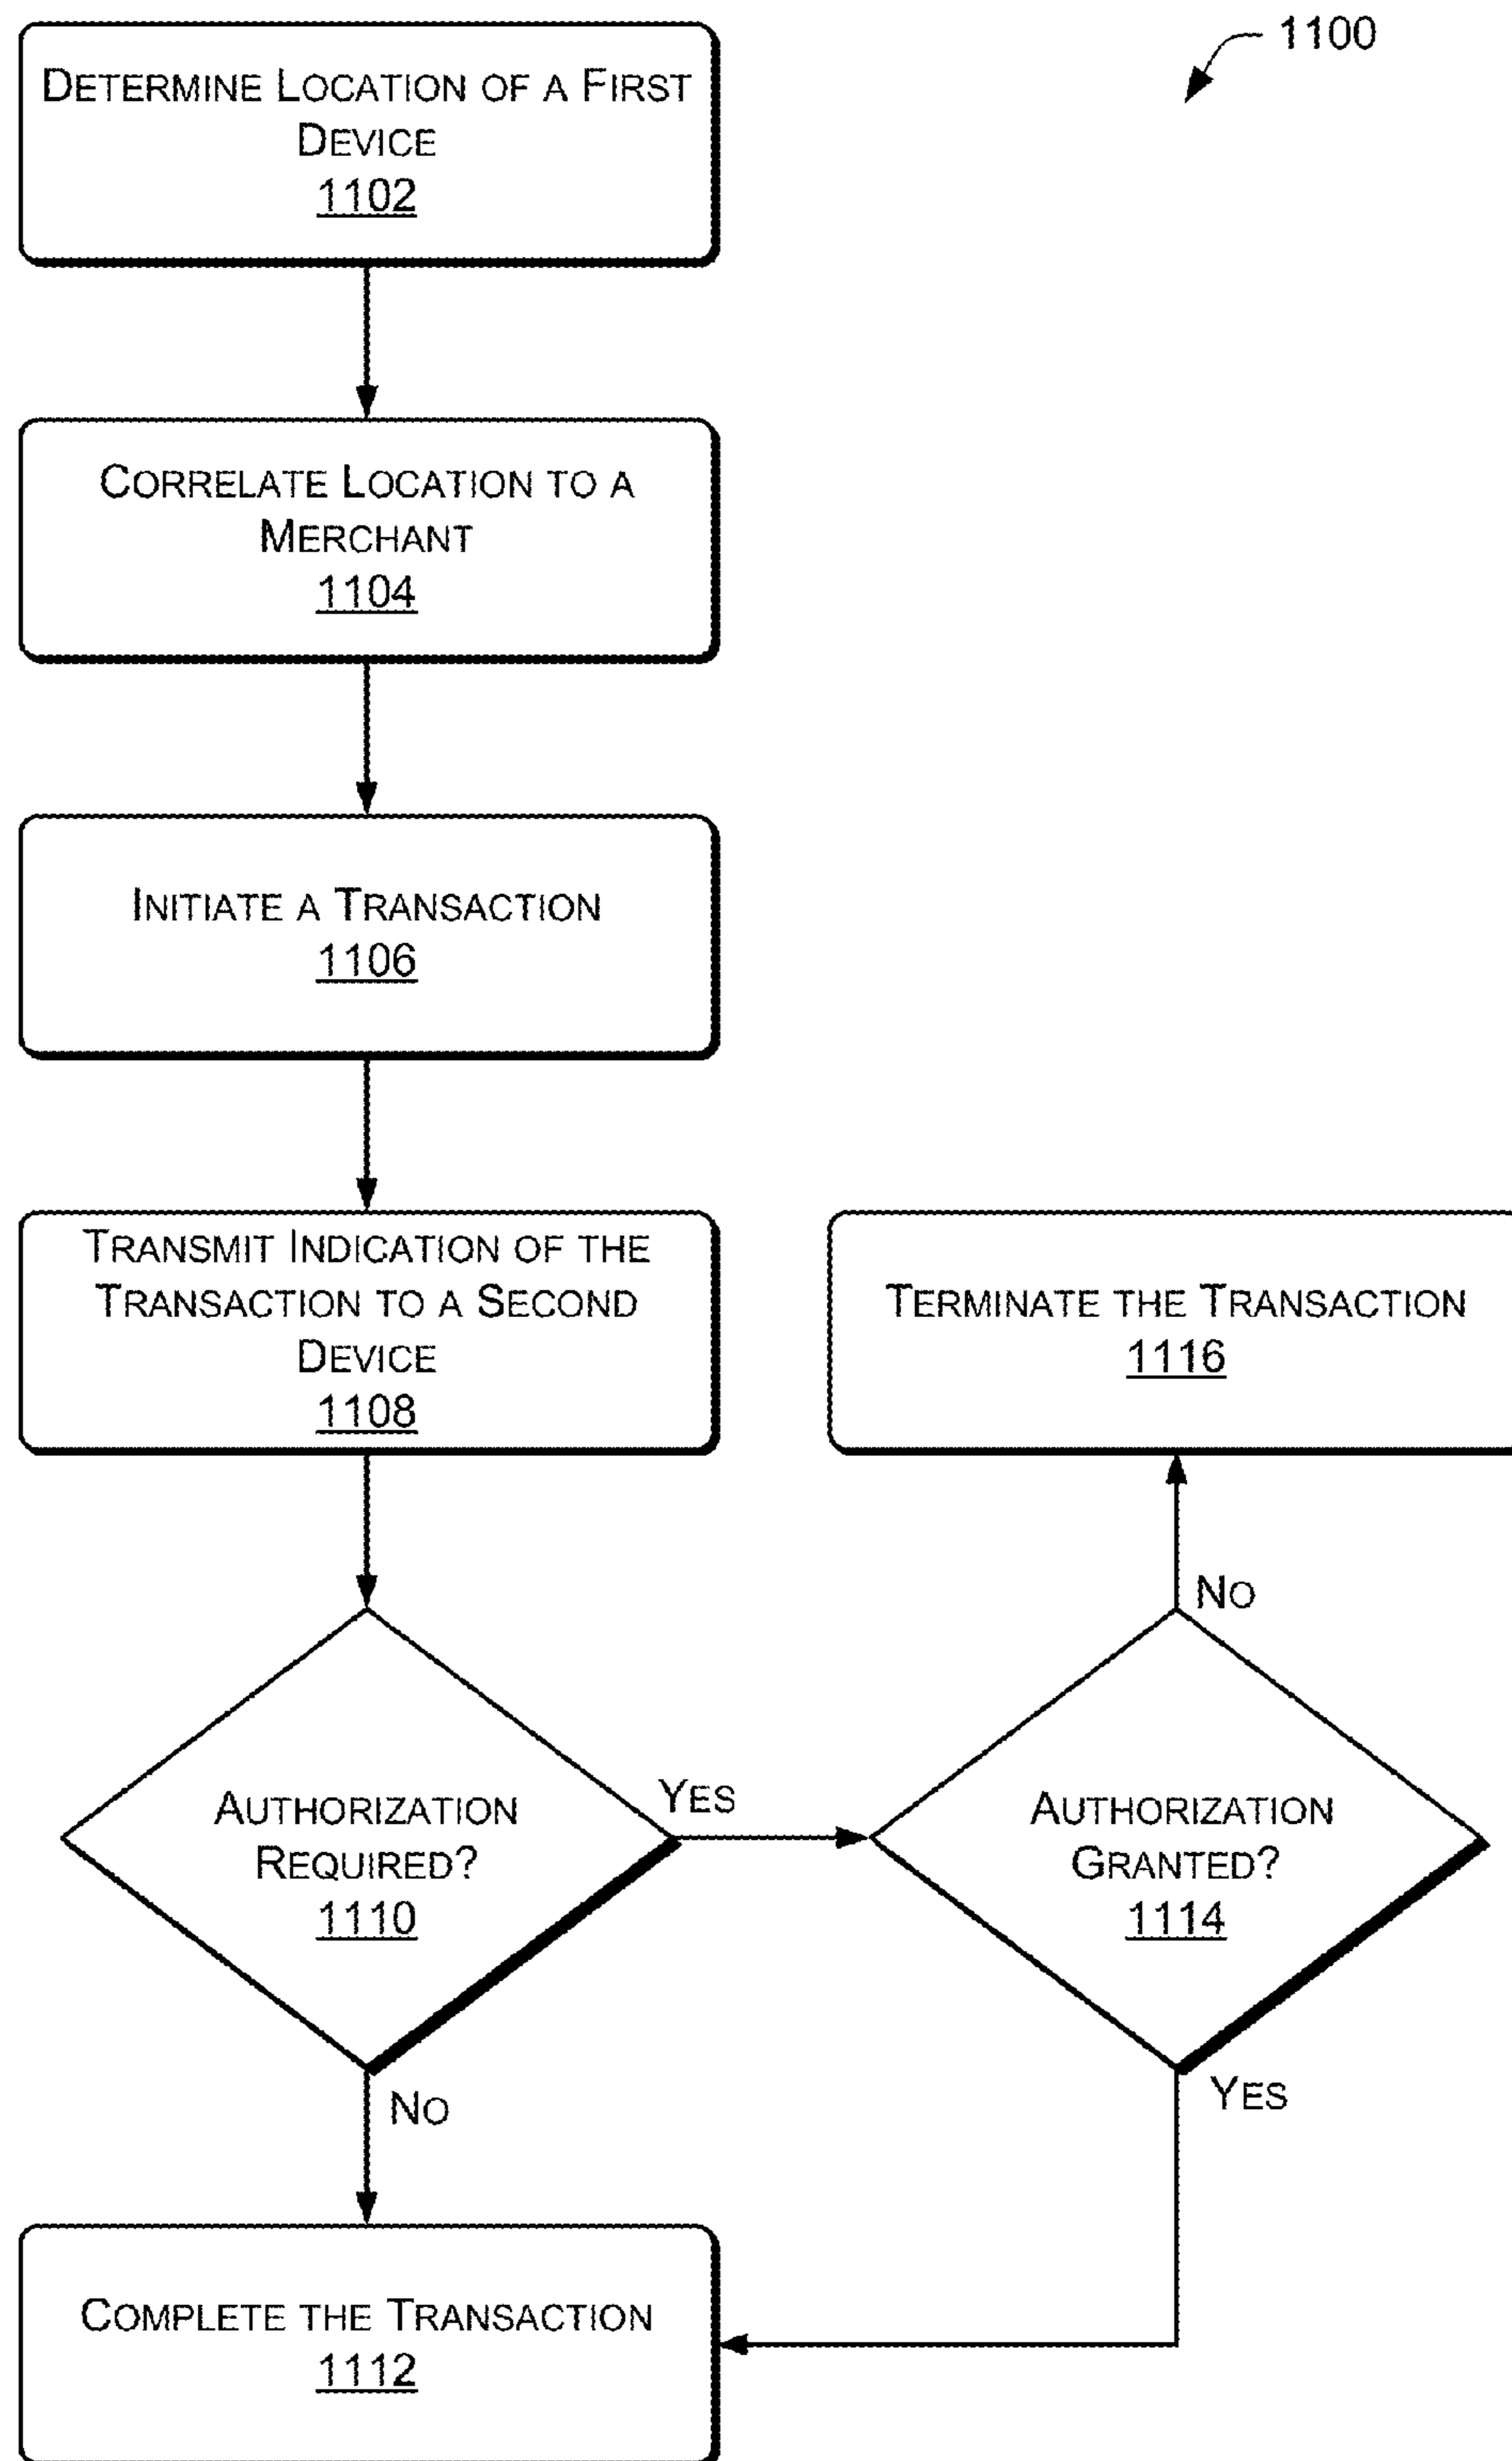 1100
DETERMINE LOCATION OF A FIRST
DEVICE
1102
CORRELATE LOCATION TO A
MERCHANT
1104
INITIATE A TRANSACTION
1106
TRANSMIT INDICATION OF THE
TRANSACTION TO A SECOND
DEVICE
1108
TERMINATE THE TRANSACTION
1116
NO
AUTHORIZATION
REQUIRED?
1110
YES
AUTHORIZATION
GRANTED?
1114
NO
YES
COMPLETE THE TRANSACTION
1112